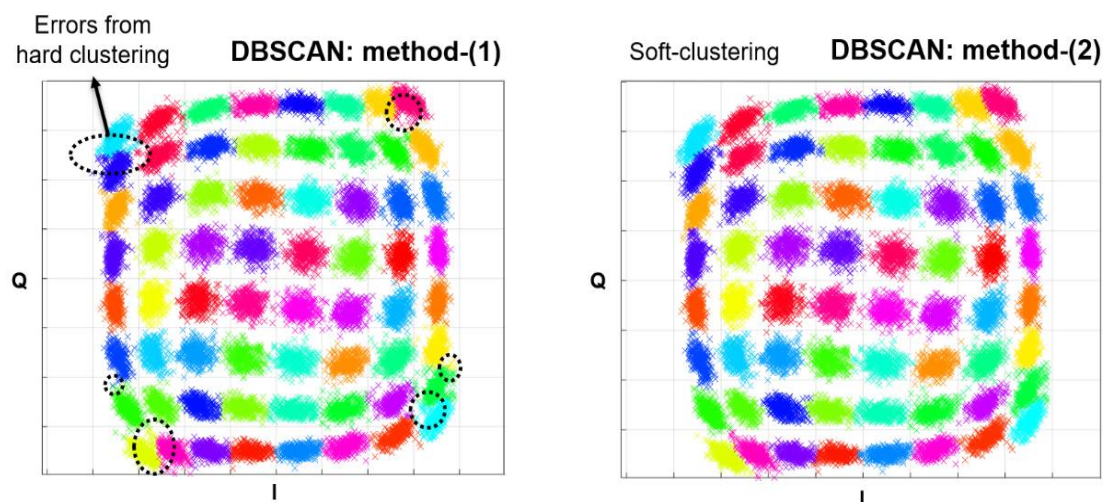 Errors from
hard clustering
DBSCAN: method-(1)
Q
I
Soft-clustering
DBSCAN: method-(2)
Q
I